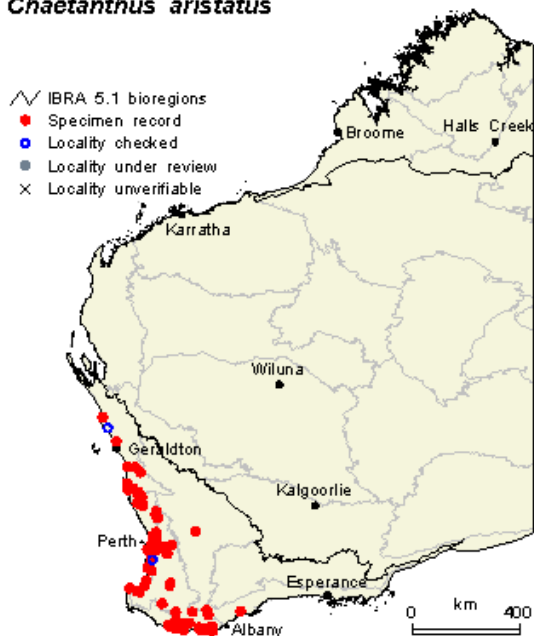 Chaetanthus aristatus
IBRA 5.1 bioregions
Specimen record
Locality checked
Locality under review
Locality unverifiable
Broome
Halls Creek
Karratha
Wiluna
Geraldton
Kalgoorlie
Perth
Esperance
Albany
km
0 400